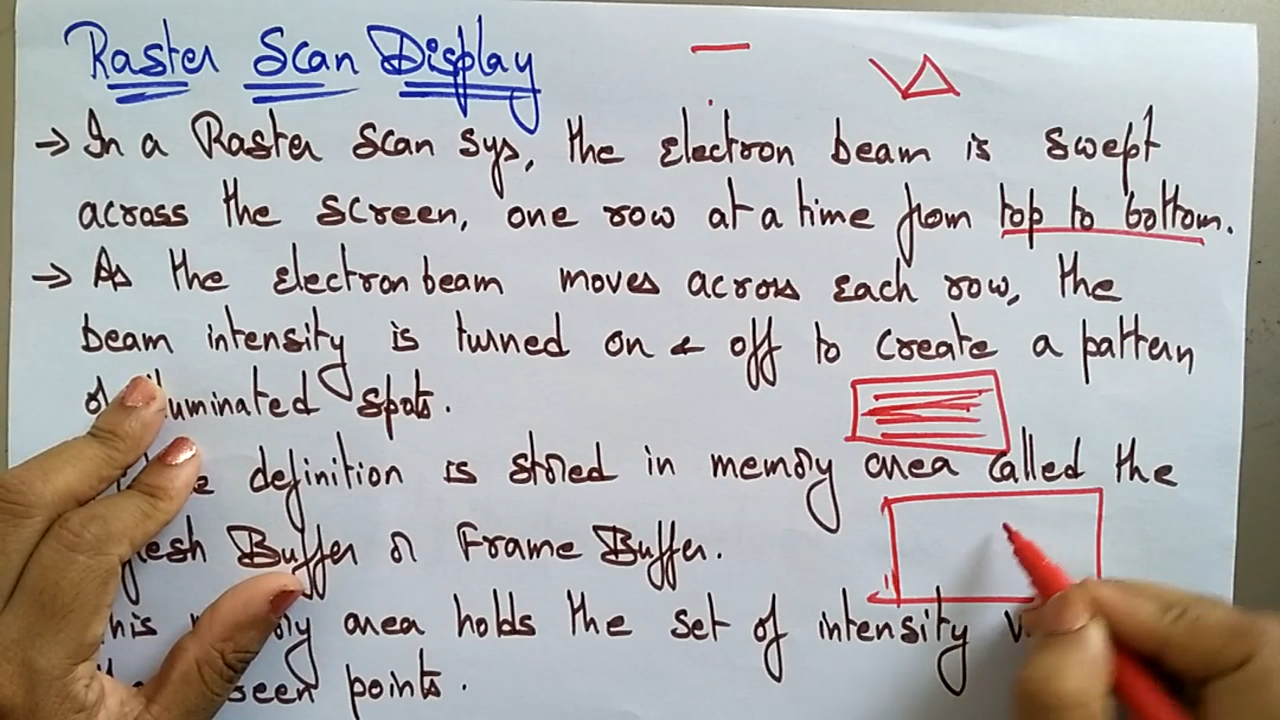 Raster Scan Display
→ In a Raster Scan Sys, the electron beam is swept
across the screen, one row at a time from top to bottom.
→ As the electron beam moves across each row, the
beam intensity is turned on & off to create a pattern
spots.
definition is stored in memory area called the
Buffer or Frame Buffer.
area holds the set of intensity
points.